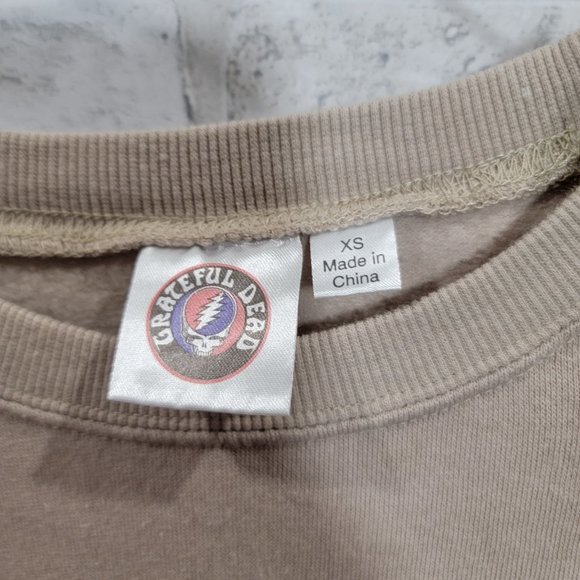 GRATEFUL DEAD
XS
Made in
China